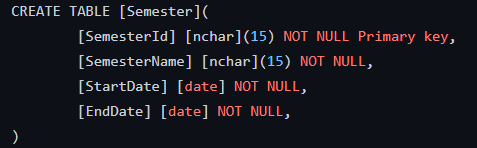 CREATE TABLE [Semester](
[SemesterId] [nchar](15) NOT NULL Primary key,
[SemesterName] [nchar](15) NOT NULL,
[StartDate] [date] NOT NULL,
[EndDate] [date] NOT NULL,
)